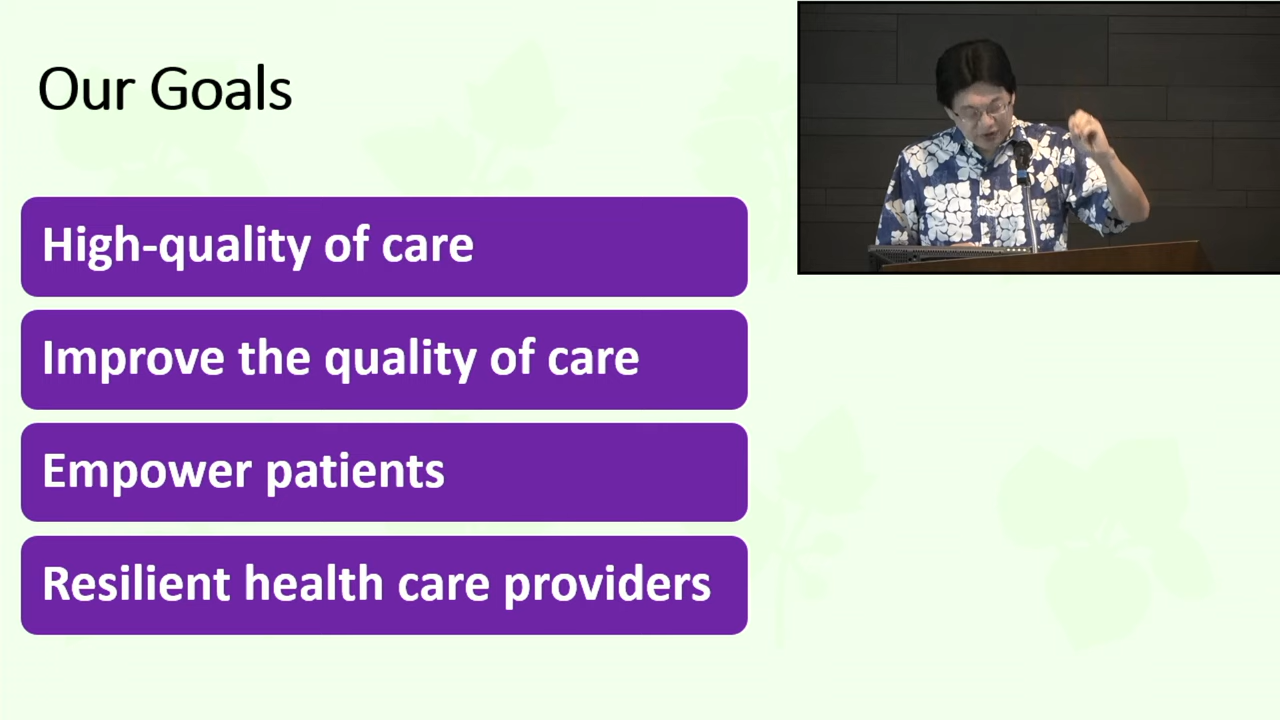 Our Goals
High-quality of care
Improve the quality of care
Empower patients
Resilient health care providers